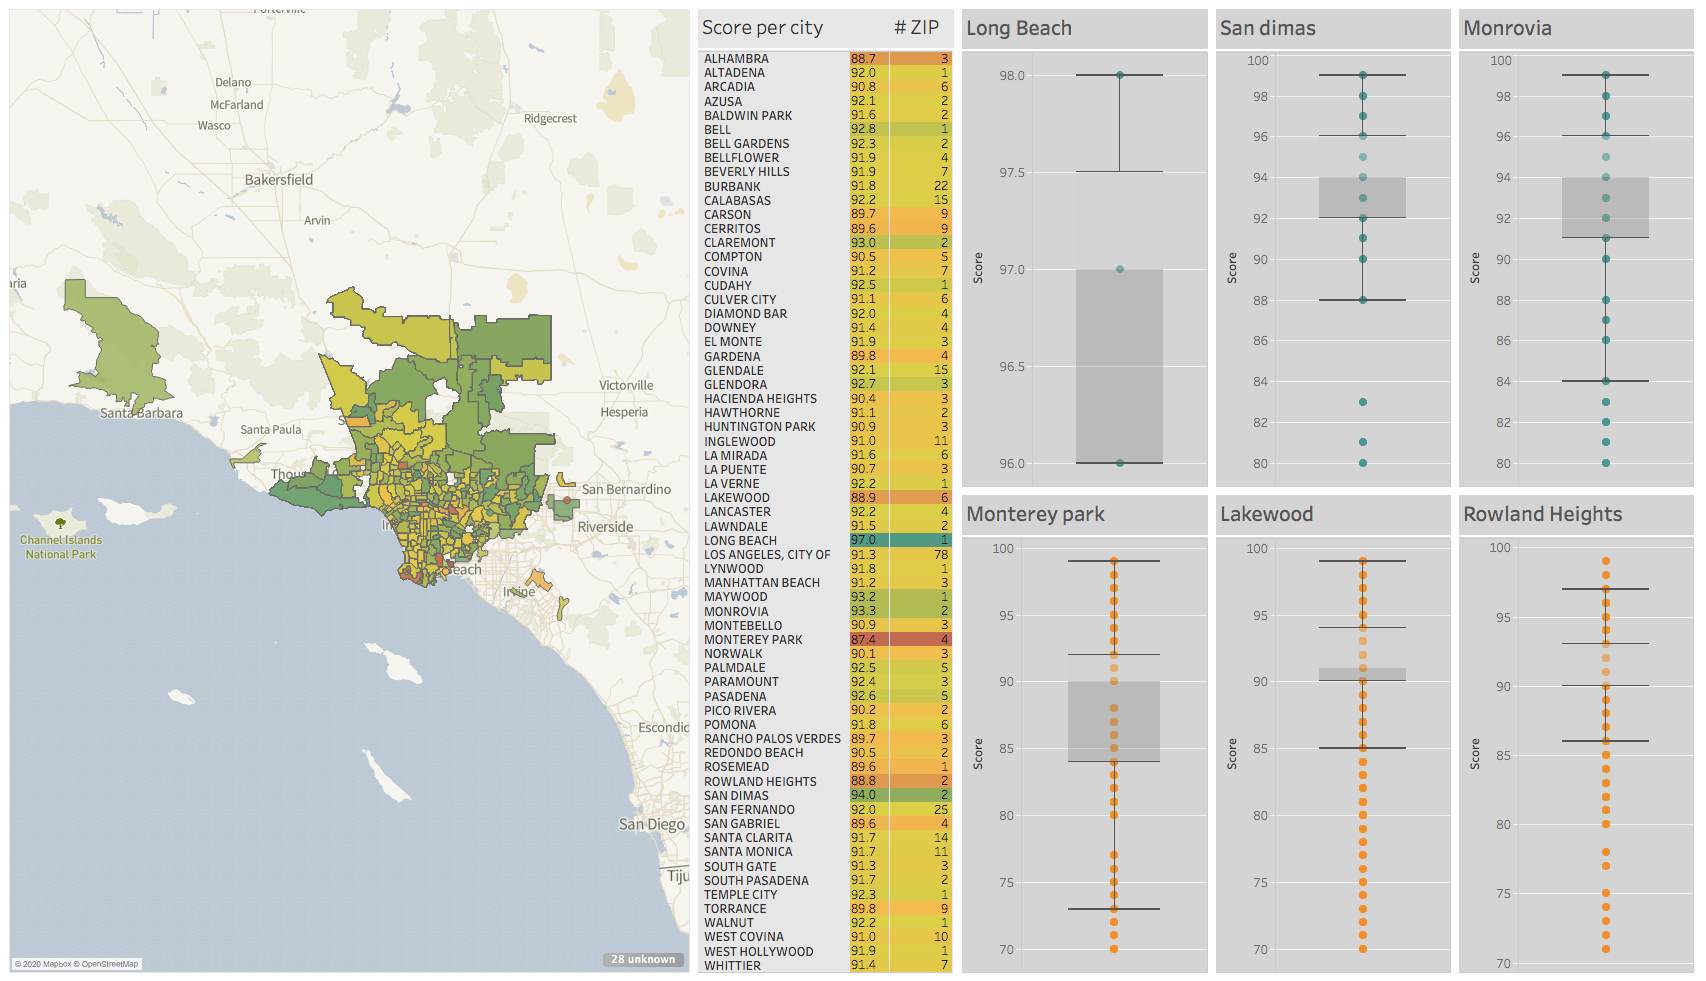 Porterville
Delano
McFarland
Wasco
Ridgecrest
Bakersfield
Arvin
aria
Victorville
Hesperia
Santa Barbara
Santa Paula
S
Thous
San Bernardino
Riverside
In
Channel Islands
National Park
each
Irvine
Escondid
San Diego
Tiju
© 2020 Mapbox © OpenStreetMap
28 unknown
Score per city # ZIP
ALHAMBRA 88.7 3
ALTADENA 92.0 1
ARCADIA 90.8 6
AZUSA 92.1 2
BALDWIN PARK 91.6 2
BELL 92.8 1
BELL GARDENS 92.3 2
BELLFLOWER 91.9 4
BEVERLY HILLS 91.9 7
BURBANK 91.8 22
CALABASAS 92.2 15
CARSON 89.7 9
CERRITOS 89.6 9
CLAREMONT 93.0 2
COMPTON 90.5 5
COVINA 91.2 7
CUDAHY 92.5 1
CULVER CITY 91.1 6
DIAMOND BAR 92.0 4
DOWNEY 91.4 4
EL MONTE 91.9 3
GARDENA 89.8 4
GLENDALE 92.1 15
GLENDORA 92.7 3
HACIENDA HEIGHTS 90.4 3
HAWTHORNE 91.1 2
HUNTINGTON PARK 90.9 3
INGLEWOOD 91.0 11
LA MIRADA 91.6 6
LA PUENTE 90.7 3
LA VERNE 92.2 1
LAKEWOOD 88.9 6
LANCASTER 92.2 4
LAWNDALE 91.5 2
LONG BEACH 97.0 1
LOS ANGELES, CITY OF 91.3 78
LYNWOOD 91.8 1
MANHATTAN BEACH 91.2 3
MAYWOOD 93.2 1
MONROVIA 93.3 2
MONTEBELLO 90.9 3
MONTEREY PARK 87.4 4
NORWALK 90.1 3
PALMDALE 92.5 5
PARAMOUNT 92.4 3
PASADENA 92.6 5
PICO RIVERA 90.2 2
POMONA 91.8 6
RANCHO PALOS VERDES 89.7 3
REDONDO BEACH 90.5 2
ROSEMEAD 89.6 1
ROWLAND HEIGHTS 88.8 2
SAN DIMAS 94.0 2
SAN FERNANDO 92.0 25
SAN GABRIEL 89.6 4
SANTA CLARITA 91.7 14
SANTA MONICA 91.7 11
SOUTH GATE 91.3 3
SOUTH PASADENA 91.7 2
TEMPLE CITY 92.3 1
TORRANCE 89.8 9
WALNUT 92.2 1
WEST COVINA 91.0 10
WEST HOLLYWOOD 91.9 1
WHITTIER 91.4 7
Long Beach
98.0
97.5
97.0
96.5
96.0
Score
San dimas
100
98
96
94
92
90
88
86
84
82
80
Score
Monrovia
100
98
96
94
92
90
88
86
84
82
80
Score
Monterey park
100
95
90
85
80
75
70
Score
Lakewood
100
95
90
85
80
75
70
Score
Rowland Heights
100
95
90
85
80
75
70
Score